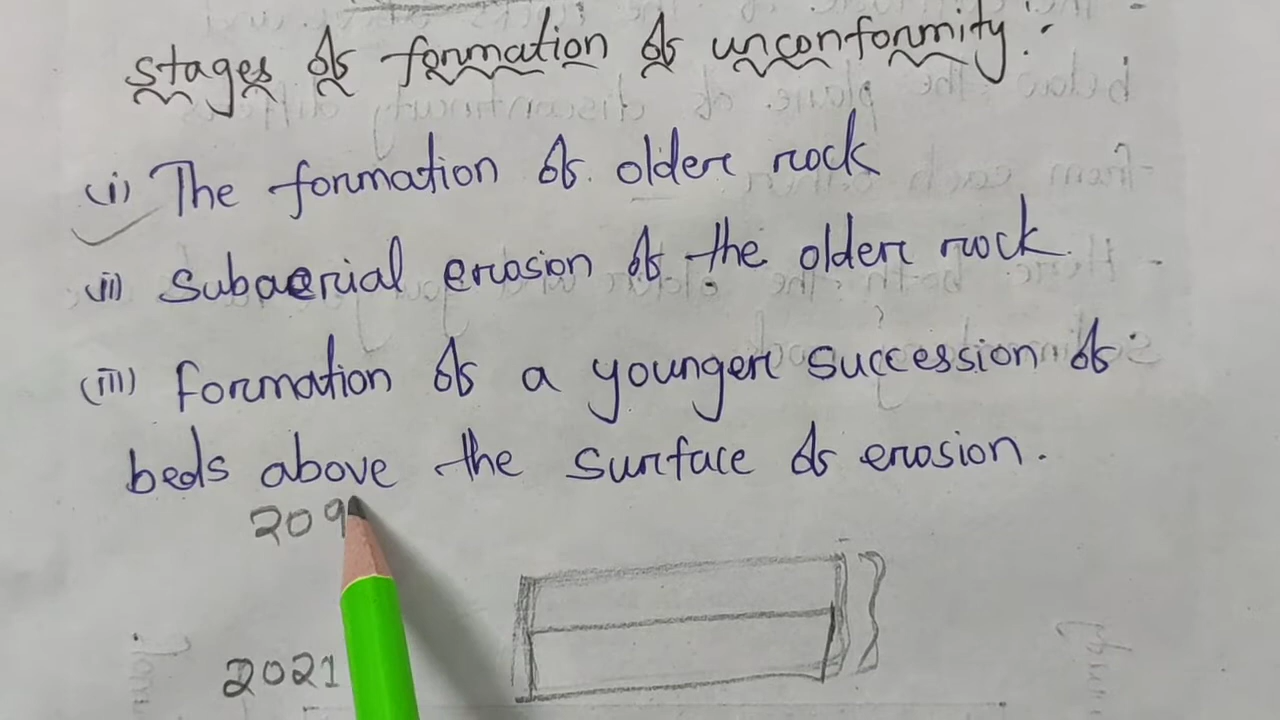 stages of formation of unconformity :-
(i) The formation of older rock
(ii) Subaerial erosion of the older rock.
(iii) formation of a younger succession of
beds above the surface of erosion.
209
2021